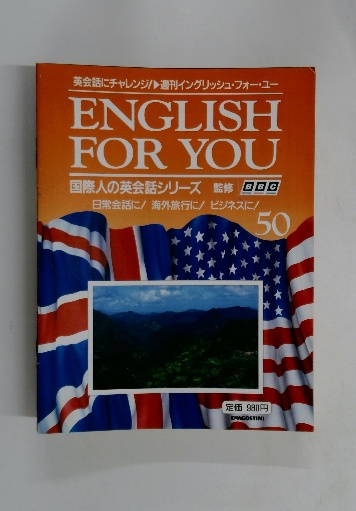 英会話にチャレンジ!▶週刊イングリッシュ・フォー・ユー
ENGLISH
FOR YOU
国際人の英会話シリーズ 監修 BBC
日常会話に! 海外旅行に! ビジネスに!
50
定価 980円
DEAGOSTINI